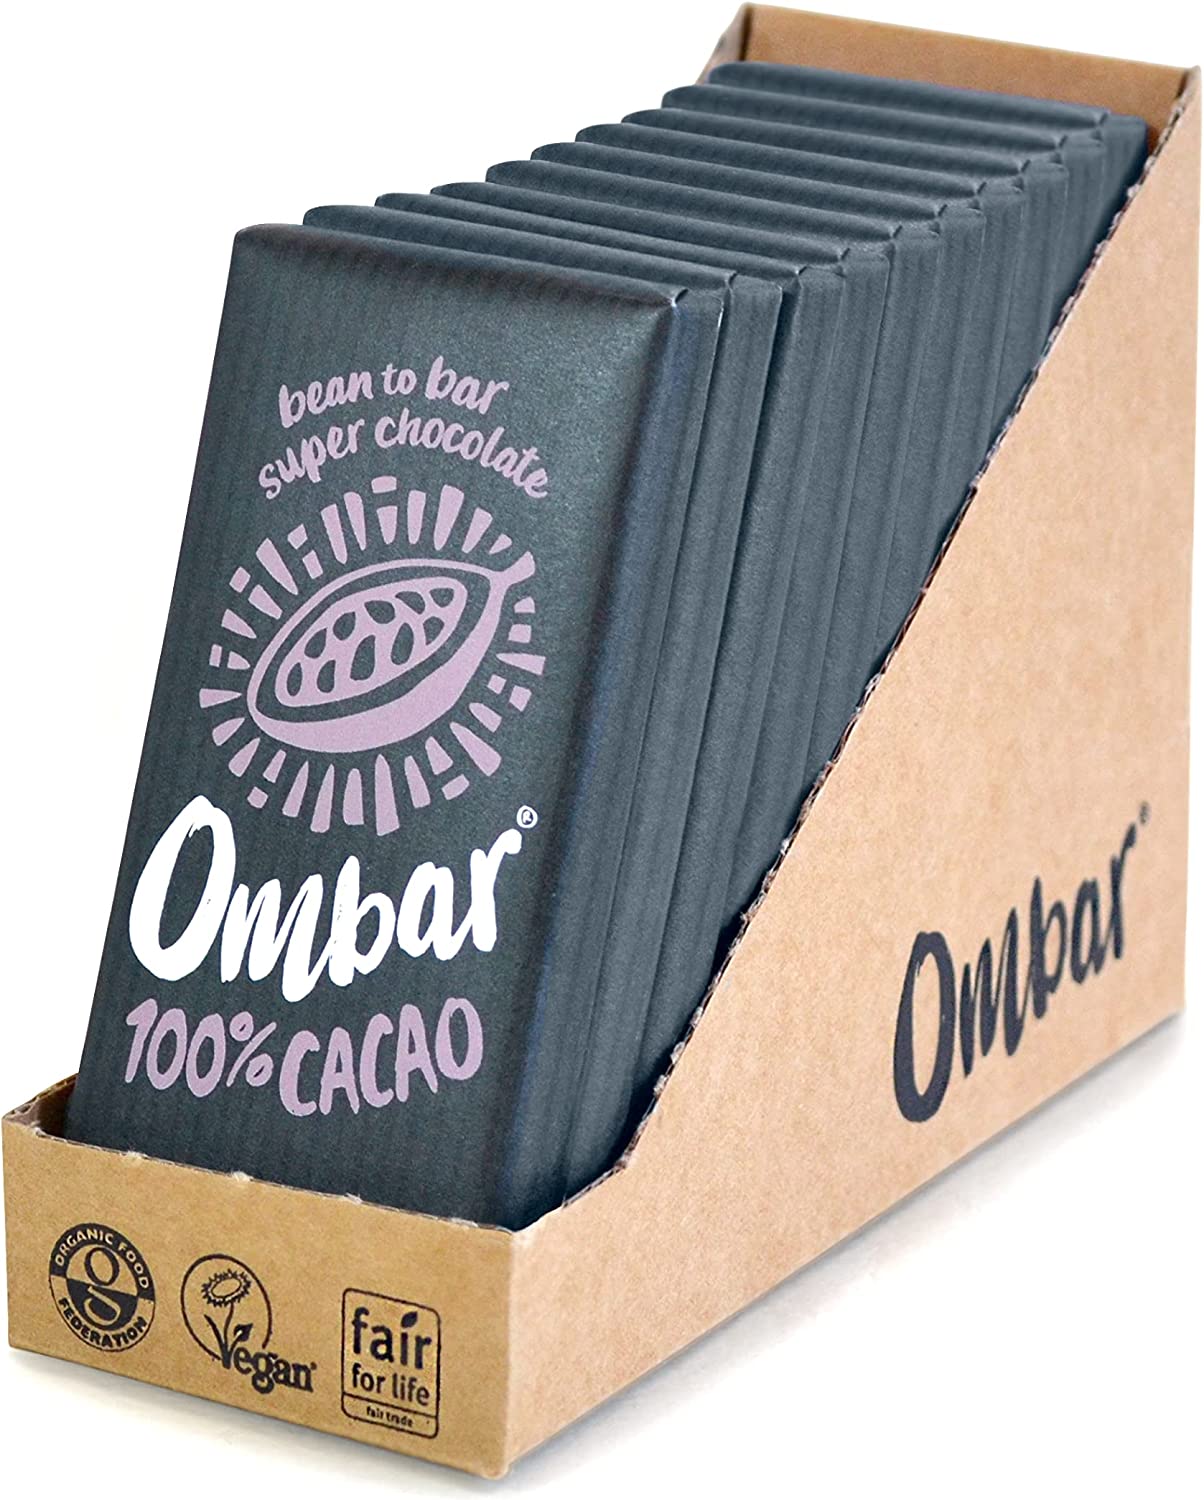 bean to bar
super chocolate
Ombar®
100% CACAO
Ombar®
ORGANIC FOOD
FEDERATION
Vegan
fair
for life
fair trade